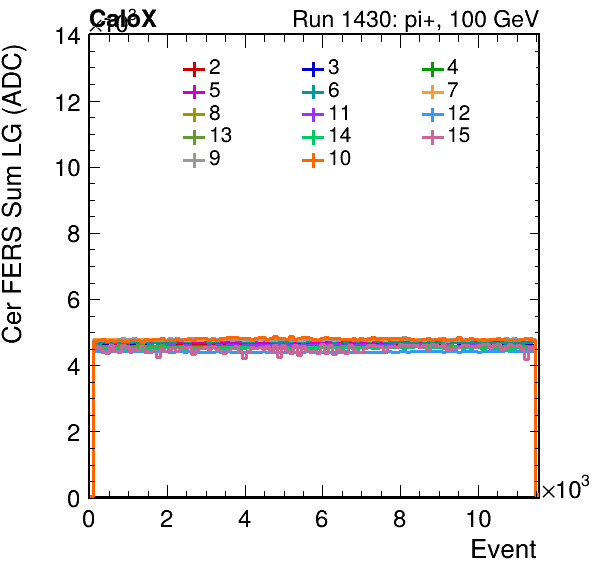 CaloX ×10³ Run 1430: pi+, 100 GeV
Cer FERS Sum LG (ADC)
14
12
10
8
6
4
2
0
2 3 4
5 6 7
8 11 12
13 14 15
9 10
0 2 4 6 8 10
×10³
Event